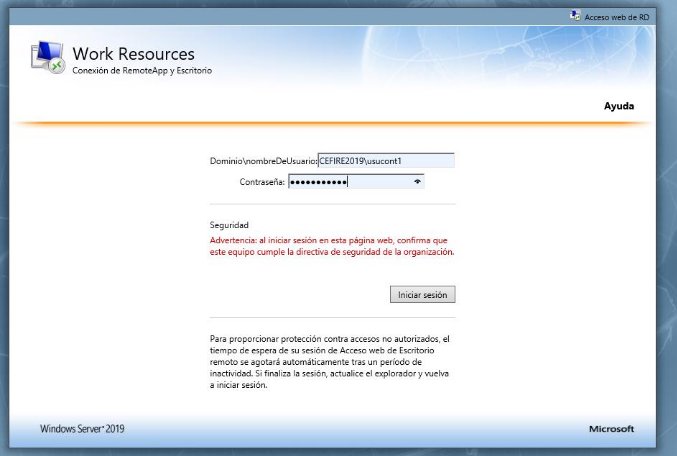 Acceso web de RD
Work Resources
Conexión de RemoteApp y Escritorio
Ayuda
Dominio\nombreDeUsuario: CEFIRE2019\usucont1
Contraseña: •••••••••••
Seguridad
Advertencia: al iniciar sesión en esta página web, confirma que
este equipo cumple la directiva de seguridad de la organización.
Iniciar sesión
Para proporcionar protección contra accesos no autorizados, el
tiempo de espera de su sesión de Acceso web de Escritorio
remoto se agotará automáticamente tras un período de
inactividad. Si finaliza la sesión, actualice el explorador y vuelva
a iniciar sesión.
Windows Server 2019
Microsoft